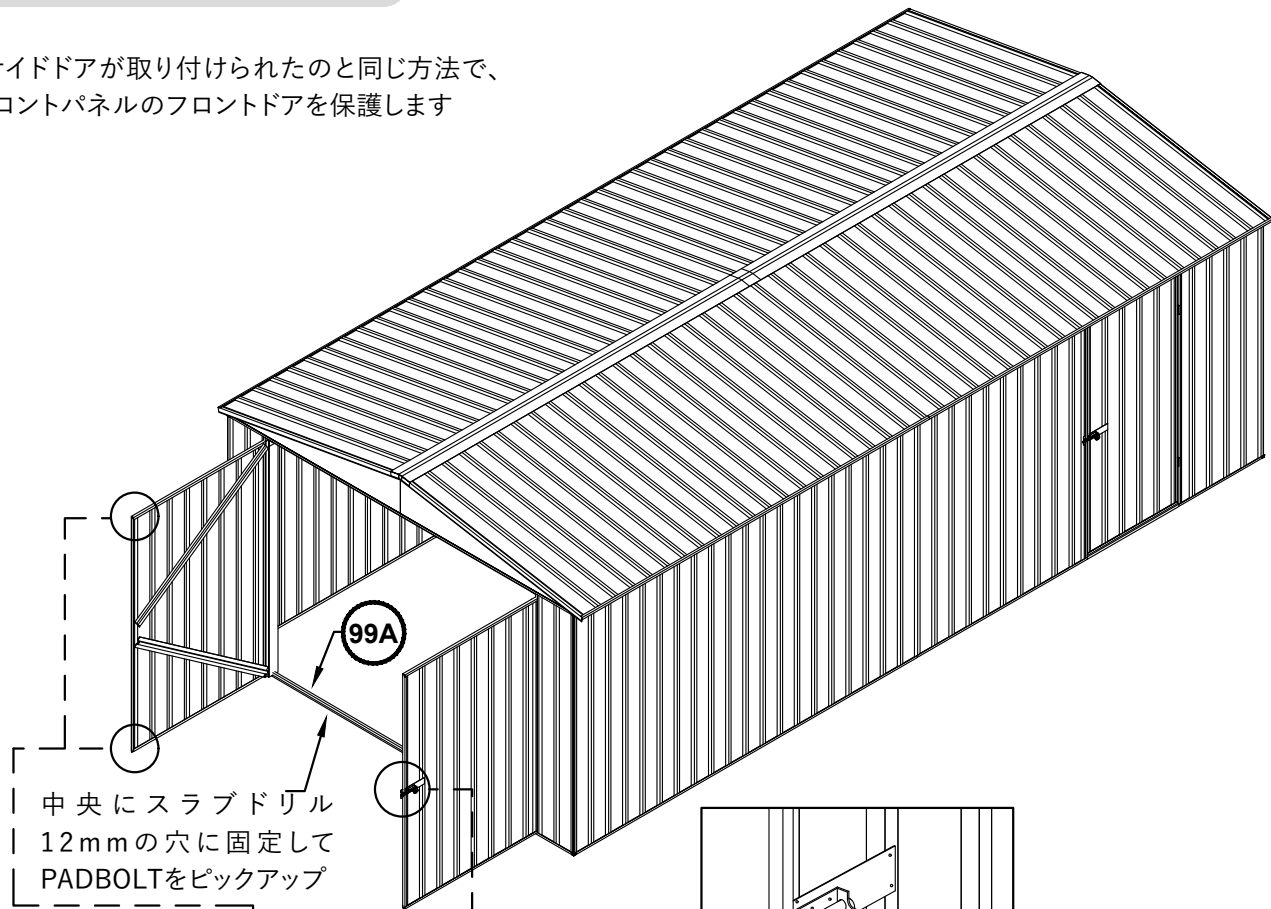 イドドアが取り付けられたのと同じ方法で、
ロントパネルのフロントドアを保護します
99A
中央にスラブドリル
12mmの穴に固定して
PADBOLTをピックアップ